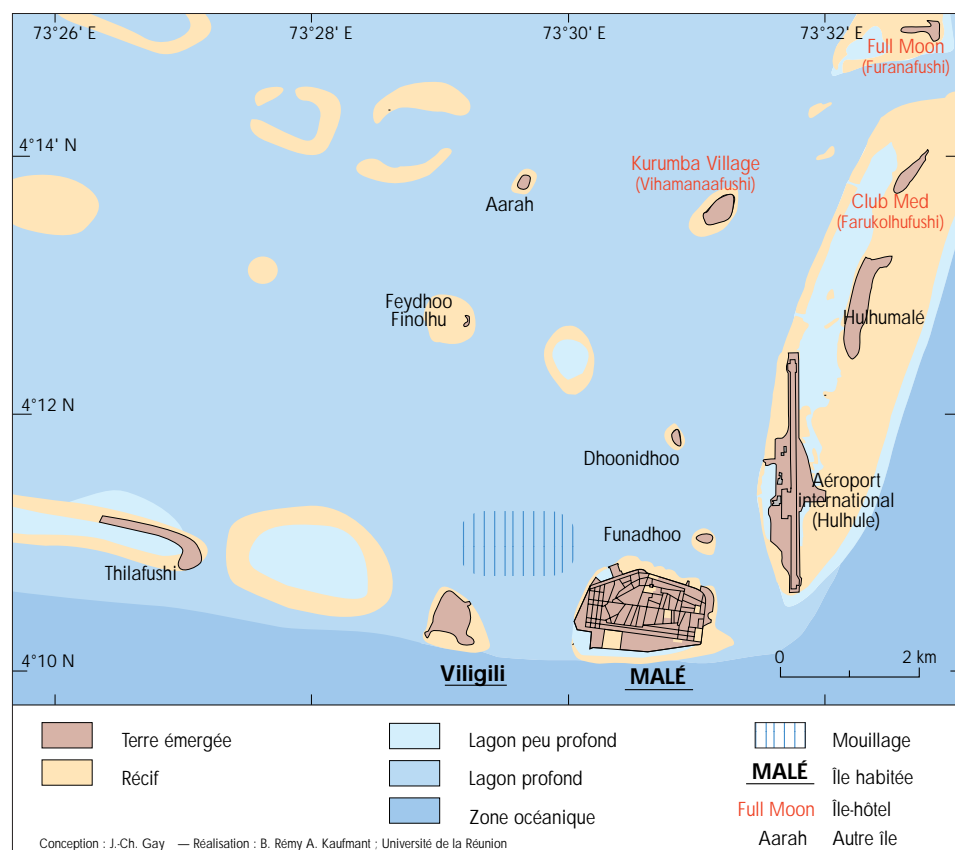 73°26' E
73°28' E
73°30' E
73°32' E
Full Moon
(Furanafushi)
4°14' N
Kurumba Village
(Vihamanaafushi)
Aarah
Club Med
(Farukolhufushi)
Feydhoo
Finolhu
Hulhumalé
4°12 N
Dhoonidhoo
Aéroport
international
(Hulhule)
Funadhoo
Thilafushi
0 2 km
4°10 N
Viligili
MALÉ
Terre émergée
Récif
Lagon peu profond
Lagon profond
Zone océanique
Mouillage
MALÉ Île habitée
Full Moon Île-hôtel
Aarah Autre île
Conception : J.-Ch. Gay — Réalisation : B. Rémy A. Kaufmant ; Université de la Réunion